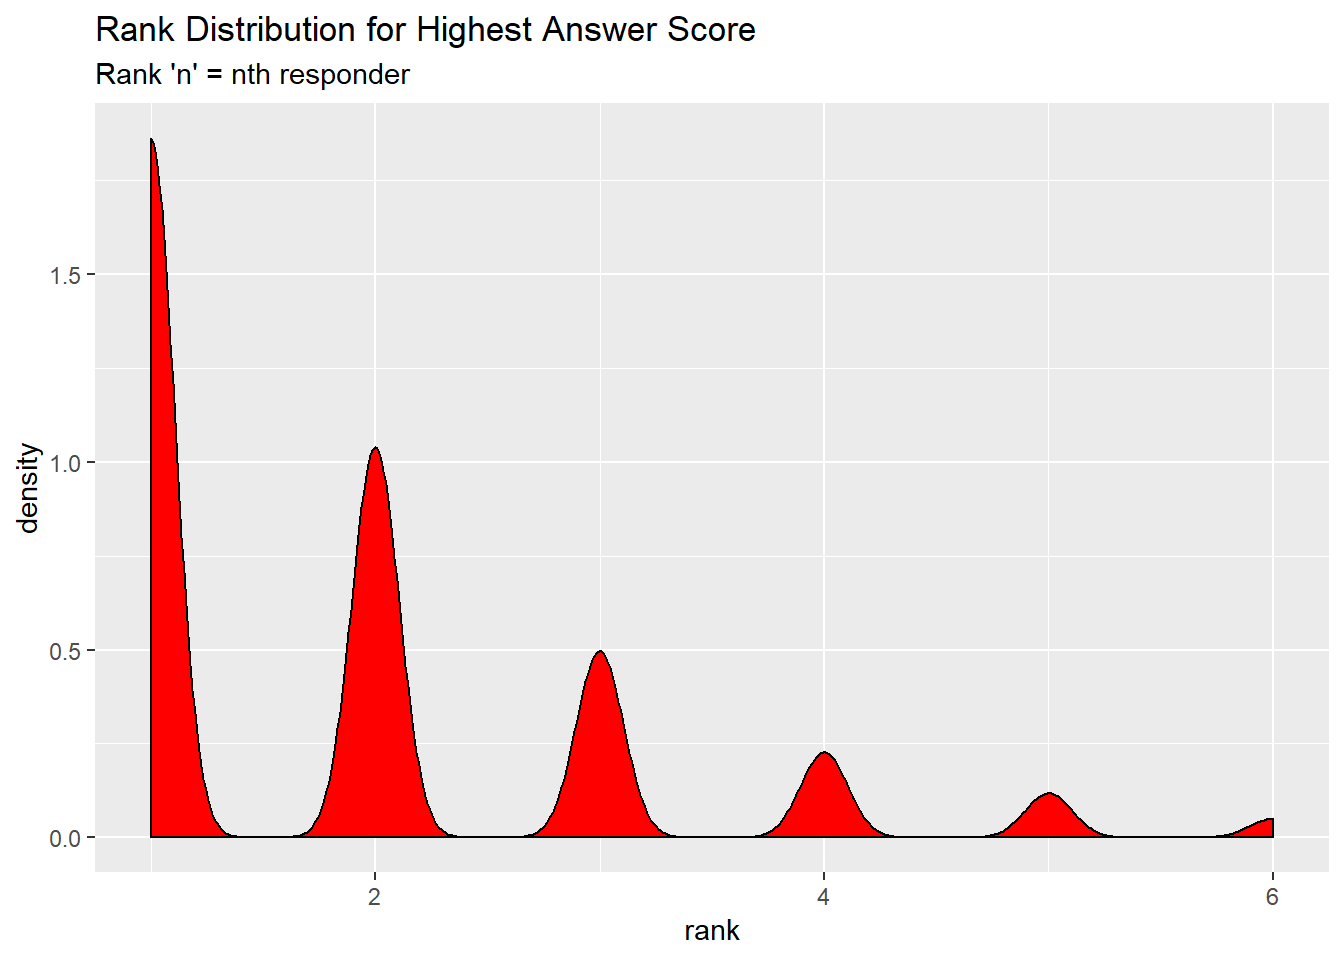 Rank Distribution for Highest Answer Score
Rank 'n' = nth responder
density
1.5
1.0
0.5
0.0
2
4
6
rank